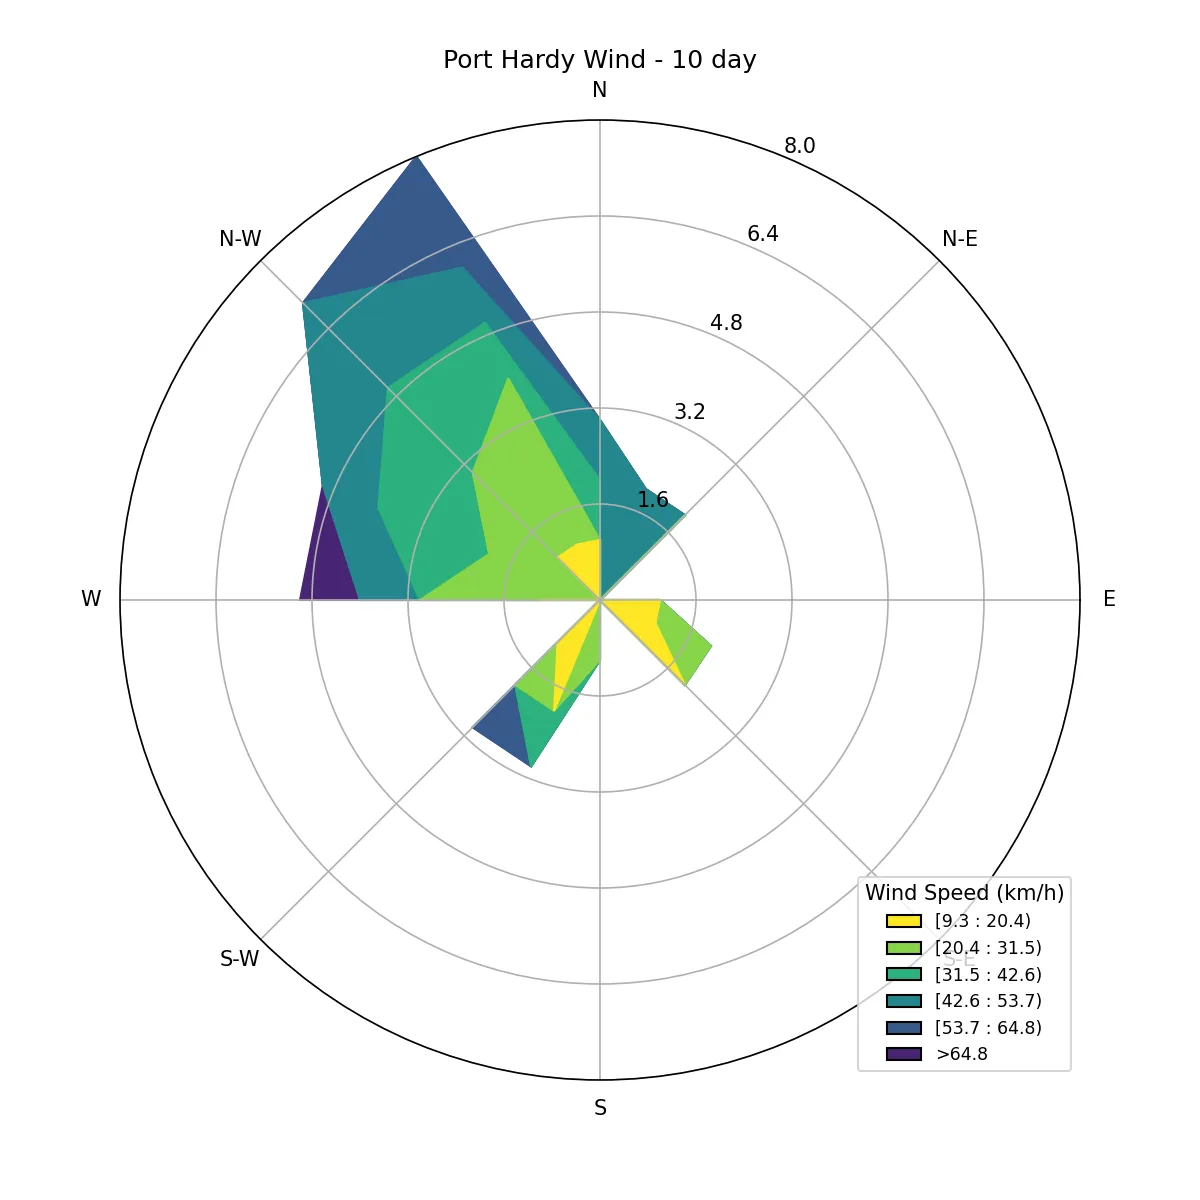 Port Hardy Wind - 10 day
N
8.0
N-W
6.4
N-E
4.8
3.2
1.6
W
E
S-W
S-E
S
Wind Speed (km/h)
[9.3 : 20.4)
[20.4 : 31.5)
[31.5 : 42.6)
[42.6 : 53.7)
[53.7 : 64.8)
>64.8